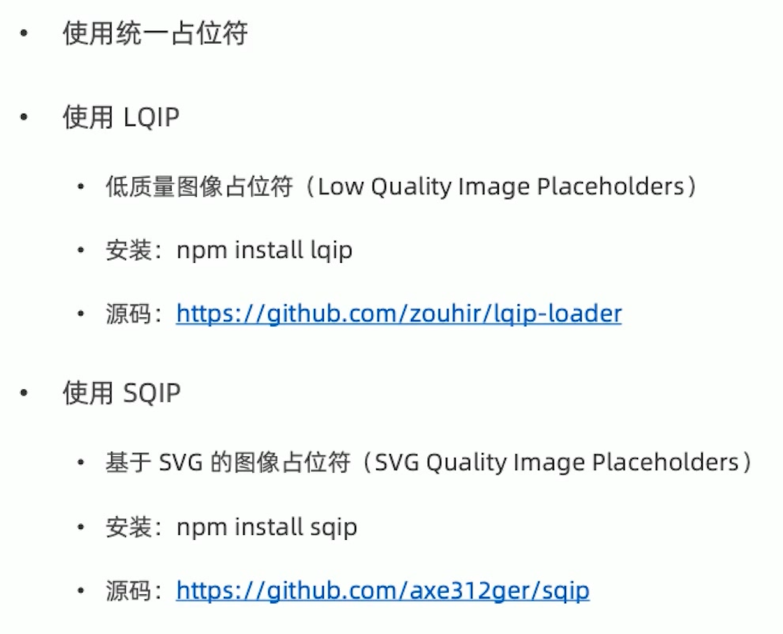 • 使用统一占位符
• 使用 LQIP
• 低质量图像占位符（Low Quality Image Placeholders）
• 安装：npm install lqip
• 源码：https://github.com/zouhir/lqip-loader
• 使用 SQIP
• 基于 SVG 的图像占位符（SVG Quality Image Placeholders）
• 安装：npm install sqip
• 源码：https://github.com/axe312ger/sqip